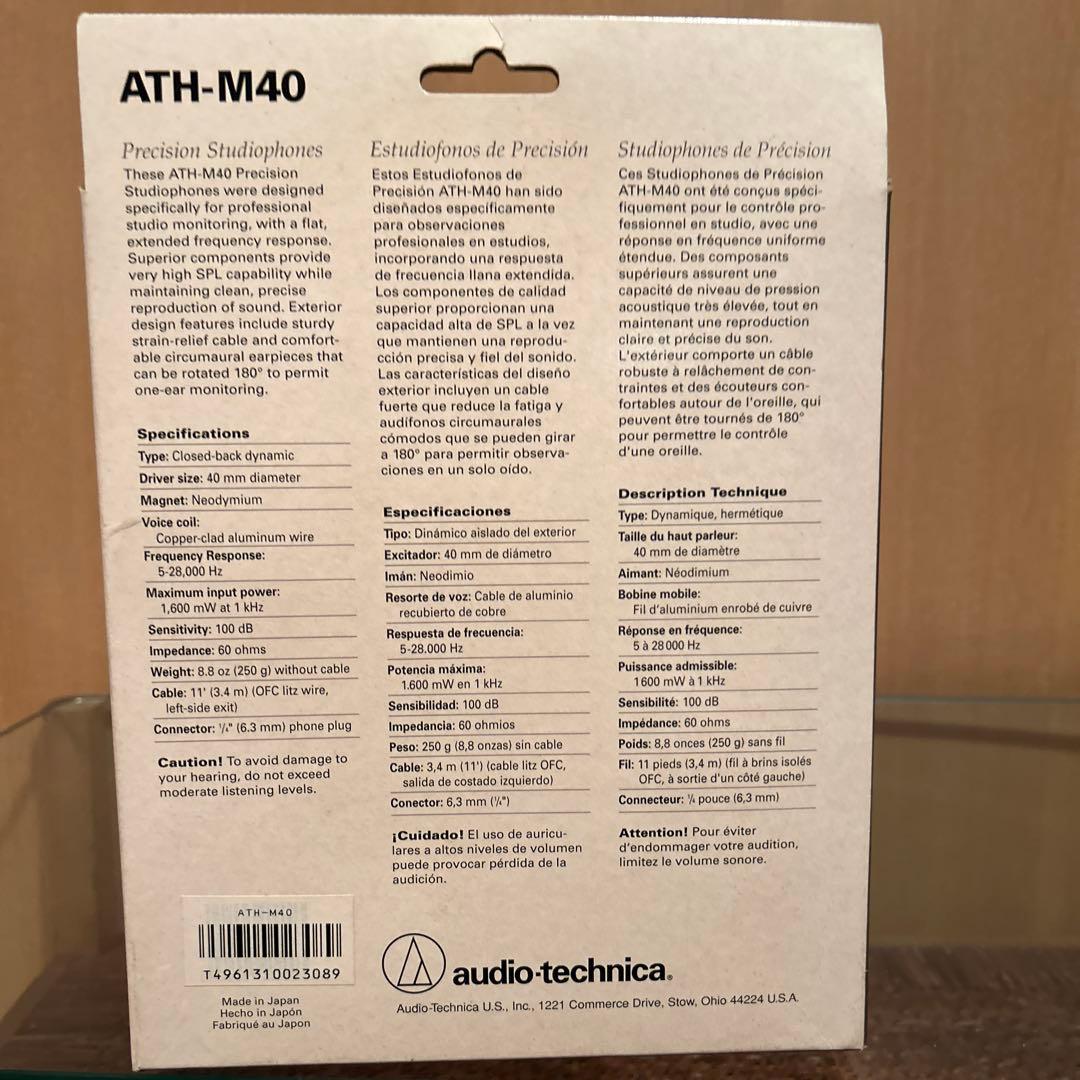 ATH-M40
Precision Studiophones
These ATH-M40 Precision
Studiophones were designed
specifically for professional
studio monitoring, with a flat,
extended frequency response.
Superior components provide
very high SPL capability while
maintaining clean, precise
reproduction of sound. Exterior
design features include sturdy
strain-relief cable and comfort-
able circumaural earpieces that
can be rotated 180° to permit
one-ear monitoring.
Specifications
Type: Closed-back dynamic
Driver size: 40 mm diameter
Magnet: Neodymium
Voice coil:
Copper-clad aluminum wire
Frequency Response:
5-28,000 Hz
Maximum input power:
1,600 mW at 1 kHz
Sensitivity: 100 dB
Impedance: 60 ohms
Weight: 8.8 oz (250 g) without cable
Cable: 11' (3.4 m) (OFC litz wire,
left-side exit)
Connector: ¼" (6.3 mm) phone plug
Caution! To avoid damage to
your hearing, do not exceed
moderate listening levels.
Estudiofonos de Precisión
Estos Estudiofonos de
Precisión ATH-M40 han sido
diseñados específicamente
para observaciones
profesionales en estudios,
incorporando una respuesta
de frecuencia llana extendida.
Los componentes de calidad
superior proporcionan una
capacidad alta de SPL a la vez
que mantienen una reprodu-
cción precisa y fiel del sonido.
Las características del diseño
exterior incluyen un cable
fuerte que reduce la fatiga y
audífonos circumaurales
cómodos que se pueden girar
a 180° para permitir observa-
ciones en un solo oído.
Especificaciones
Tipo: Dinámico aislado del exterior
Excitador: 40 mm de diámetro
Imán: Neodimio
Resorte de voz: Cable de aluminio
recubierto de cobre
Respuesta de frecuencia:
5-28.000 Hz
Potencia máxima:
1.600 mW en 1 kHz
Sensibilidad: 100 dB
Impedancia: 60 ohmios
Peso: 250 g (8,8 onzas) sin cable
Cable: 3,4 m (11') (cable litz OFC,
salida de costado izquierdo)
Conector: 6,3 mm (¼")
¡Cuidado! El uso de auricu-
lares a altos niveles de volumen
puede provocar pérdida de la
audición.
Studiophones de Précision
Ces Studiophones de Précision
ATH-M40 ont été conçus spéci-
fiquement pour le contrôle pro-
fessionnel en studio, avec une
réponse en fréquence uniforme
étendue. Des composants
supérieurs assurent une
capacité de niveau de pression
acoustique très élevée, tout en
maintenant une reproduction
claire et précise du son.
L'extérieur comporte un câble
robuste à relâchement de con-
traintes et des écouteurs con-
fortables autour de l'oreille, qui
peuvent être tournés de 180°
pour permettre le contrôle
d'une oreille.
Description Technique
Type: Dynamique, hermétique
Taille du haut parleur:
40 mm de diamètre
Aimant: Néodimium
Bobine mobile:
Fil d'aluminium enrobé de cuivre
Réponse en fréquence:
5 à 28 000 Hz
Puissance admissible:
1600 mW à 1 kHz
Sensibilité: 100 dB
Impédance: 60 ohms
Poids: 8,8 onces (250 g) sans fil
Fil: 11 pieds (3,4 m) (fil à brins isolés
OFC, à sortie d'un côté gauche)
Connecteur: ¼ pouce (6,3 mm)
Attention! Pour éviter
d'endommager votre audition,
limitez le volume sonore.
ATH-M40
T4961310023089
Made in Japan
Hecho in Japón
Fabriqué au Japon
audio-technica®
Audio-Technica U.S., Inc., 1221 Commerce Drive, Stow, Ohio 44224 U.S.A.